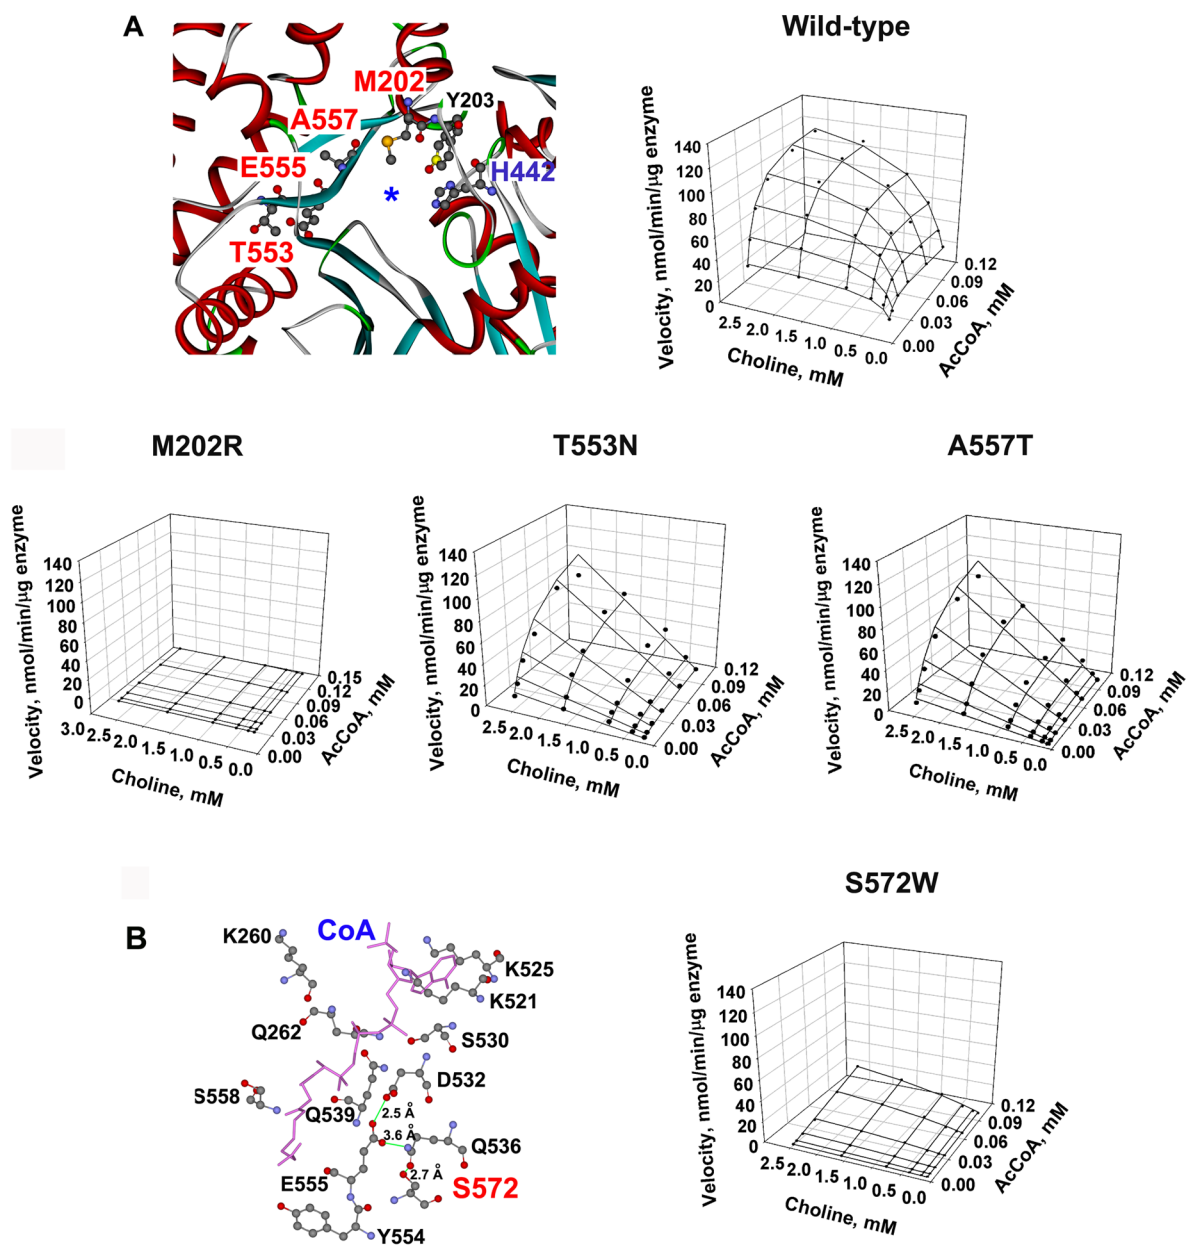 A
M202
Y203
A557
E555
H442
*
T553
Wild-type
Velocity, nmol/min/µg enzyme
140
120
100
80
60
40
20
0
2.5
2.0
1.5
1.0
0.5
0.0
Choline, mM
0.12
0.09
0.06
0.03
0.00
AcCoA, mM
M202R
Velocity, nmol/min/µg enzyme
140
120
100
80
60
40
20
0
3.0
2.5
2.0
1.5
1.0
0.5
0.0
Choline, mM
0.15
0.12
0.09
0.06
0.03
0.00
AcCoA, mM
T553N
Velocity, nmol/min/µg enzyme
140
120
100
80
60
40
20
0
2.5
2.0
1.5
1.0
0.5
0.0
Choline, mM
0.12
0.09
0.06
0.03
0.00
AcCoA, mM
A557T
Velocity, nmol/min/µg enzyme
140
120
100
80
60
40
20
0
2.5
2.0
1.5
1.0
0.5
0.0
Choline, mM
0.12
0.09
0.06
0.03
0.00
AcCoA, mM
B
K260
CoA
K525
K521
Q262
S530
D532
S558
Q539
2.5 Å
3.6 Å
Q536
2.7 Å
E555
S572
Y554
S572W
Velocity, nmol/min/µg enzyme
140
120
100
80
60
40
20
0
2.5
2.0
1.5
1.0
0.5
0.0
Choline, mM
0.12
0.09
0.06
0.03
0.00
AcCoA, mM